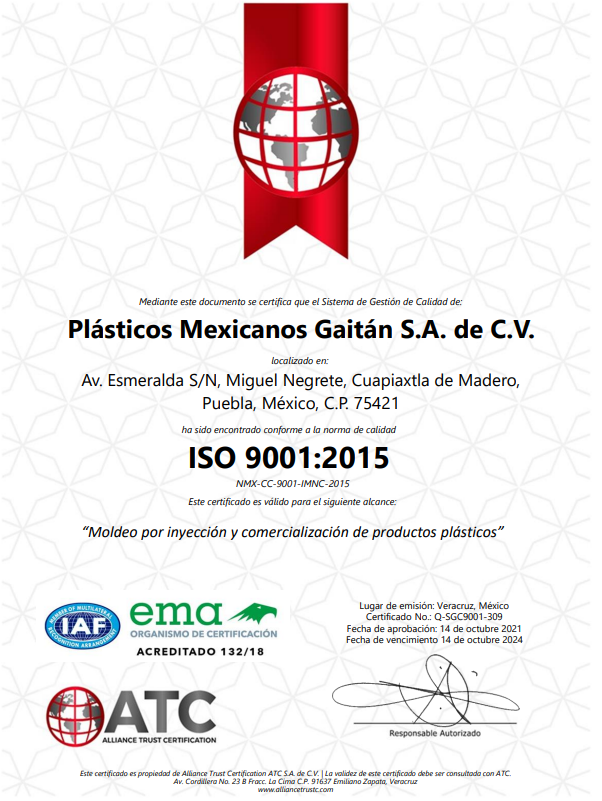 Mediante este documento se certifica que el Sistema de Gestión de Calidad de:
Plásticos Mexicanos Gaitán S.A. de C.V.
localizado en:
Av. Esmeralda S/N, Miguel Negrete, Cuapiaxtla de Madero,
Puebla, México, C.P. 75421
ha sido encontrado conforme a la norma de calidad
ISO 9001:2015
NMX-CC-9001-IMNC-2015
Este certificado es válido para el siguiente alcance:
“Moldeo por inyección y comercialización de productos plásticos”
MEMBER OF MULTILATERAL
IAF
RECOGNITION ARRANGEMENT
ema
ORGANISMO DE CERTIFICACIÓN
ACREDITADO 132/18
Lugar de emisión: Veracruz, México
Certificado No.: Q-SGC9001-309
Fecha de aprobación: 14 de octubre 2021
Fecha de vencimiento 14 de octubre 2024
ATC
ALLIANCE TRUST CERTIFICATION
Responsable Autorizado
Este certificado es propiedad de Alliance Trust Certification ATC S.A. de C.V. | La validez de este certificado debe ser consultada con ATC.
Av. Cordillera No. 23 B Fracc. La Cima C.P. 91637 Emiliano Zapata, Veracruz
www.alliancetrustc.com